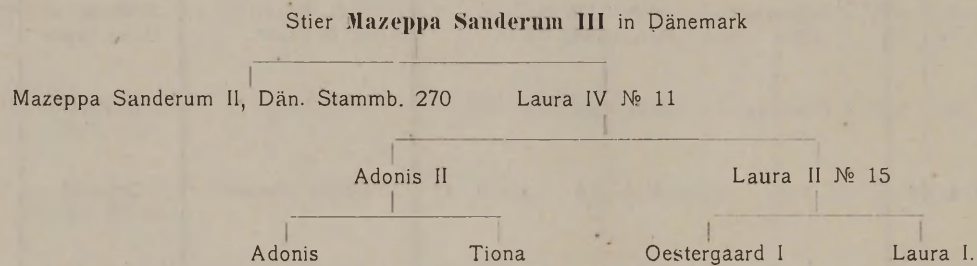 Stier Mazeppa Sanderum III in Dänemark
Mazeppa Sanderum II, Dän. Stammb. 270 Laura IV № 11
Adonis II Laura II № 15
Adonis Tiona Oestergaard I Laura I.